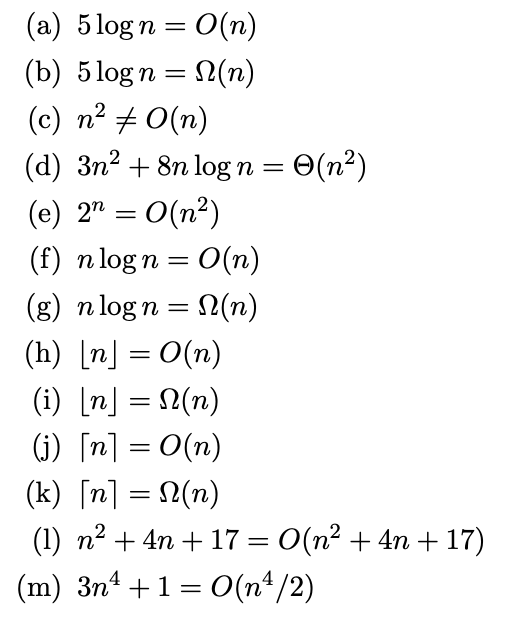 (a) 5 log n = O(n)
(b) 5 log n = Ω(n)
(c) n² ≠ O(n)
(d) 3n² + 8n log n = Θ(n²)
(e) 2ⁿ = O(n²)
(f) n log n = O(n)
(g) n log n = Ω(n)
(h) ⌊n⌋ = O(n)
(i) ⌊n⌋ = Ω(n)
(j) ⌈n⌉ = O(n)
(k) ⌈n⌉ = Ω(n)
(l) n² + 4n + 17 = O(n² + 4n + 17)
(m) 3n⁴ + 1 = O(n⁴/2)